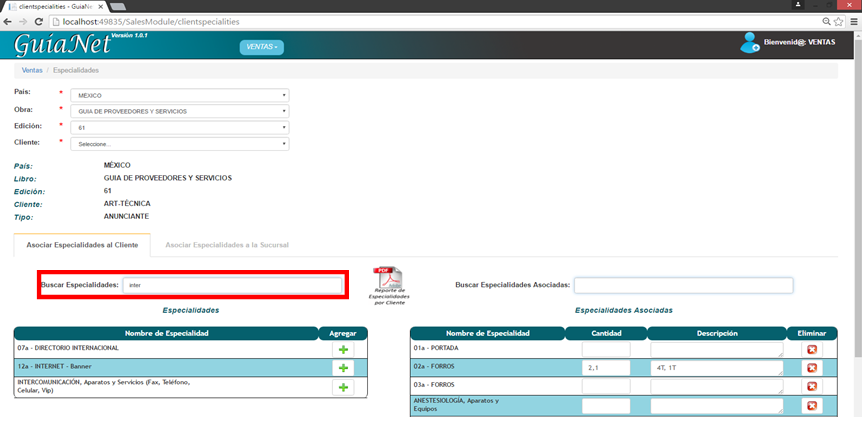 clientspecialities - GuiaNe
localhost:49835/SalesModule/clientspecialities
GuíaNet Versión 1.0.1
VENTAS
Bienvenid@: VENTAS
Ventas / Especialidades
País: * MÉXICO
Obra: * GUIA DE PROVEEDORES Y SERVICIOS
Edición: * 61
Cliente: * Seleccione...
País: MÉXICO
Libro: GUIA DE PROVEEDORES Y SERVICIOS
Edición: 61
Cliente: ART-TÉCNICA
Tipo: ANUNCIANTE
Asociar Especialidades al Cliente Asociar Especialidades a la Sucursal
Buscar Especialidades: inter
PDF
Reporte de
Especialidades
por Cliente
Buscar Especialidades Asociadas:
Especialidades
Especialidades Asociadas
Nombre de Especialidad Agregar
07a - DIRECTORIO INTERNACIONAL
12a - INTERNET - Banner
INTERCOMUNICACIÓN, Aparatos y Servicios (Fax, Teléfono,
Celular, Vip)
Nombre de Especialidad Cantidad Descripción Eliminar
01a - PORTADA
02a - FORROS 2,1 4T, 1T
03a - FORROS
ANESTESIOLOGÍA, Aparatos y
Equipos